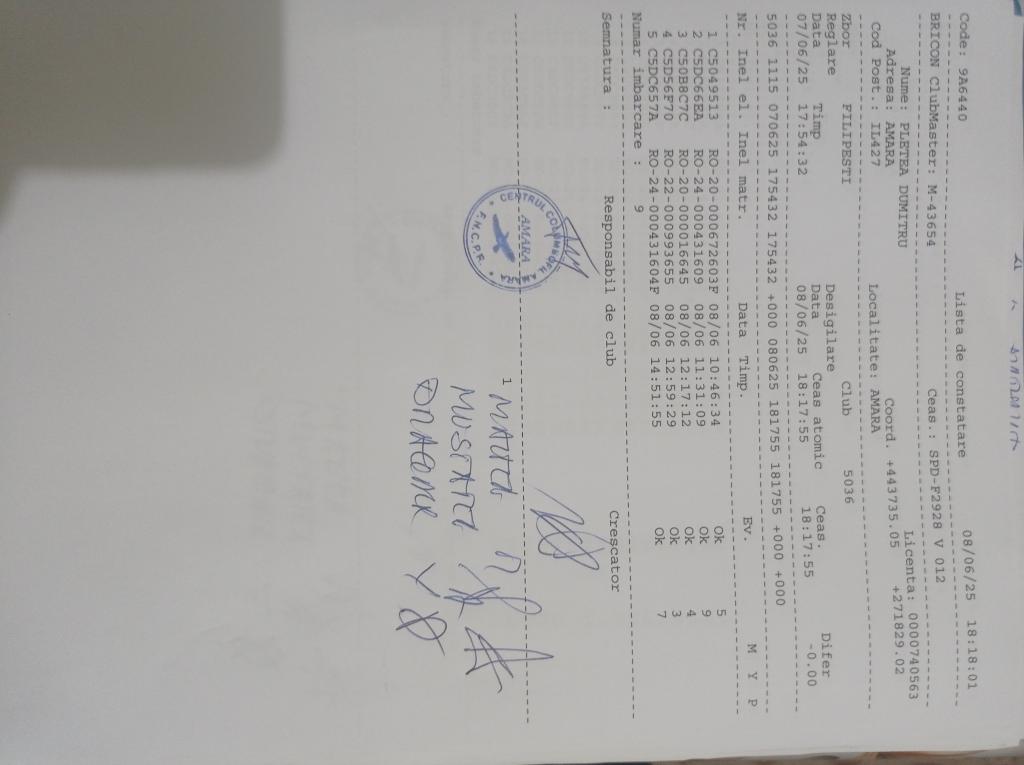 Lista de constatare 08/06/25 18:18:01
Code: 9A6440
BRICON ClubMaster: M-43654 Ceas.: SPD-F2928 V 012
Nume: PLETEA DUMITRU Licenta: 0000740563
Adresa: AMARA Coord. +443735.05 +271829.02
Cod Post.: IL427 Localitate: AMARA
Zbor FILIPESTI Club 5036
Reglare Desigilare
Data Timp Data Ceas atomic Ceas. Difer
07/06/25 17:54:32 08/06/25 18:17:55 18:17:55 -0.00
5036 1115 070625 175432 175432 +000 080625 181755 181755 +000 +000
Nr. Inel el. Inel matr. Data Timp. Ev. M Y P
1 C5049513 RO-20-000672603F 08/06 10:46:34 Ok 5
2 C5DC66EA RO-24-000431609 08/06 11:31:09 Ok 9
3 C50B8C7C RO-20-000016645 08/06 12:17:12 Ok 4
4 C5D56F70 RO-22-000993655 08/06 12:59:29 Ok 3
5 C5DC657A RO-24-000431604F 08/06 14:51:55 Ok 7
Numar imbarcare : 9
Semnatura : Responsabil de club Crescator
CENTRUL COLUMBOFIL AMARA
AMARA
F.N.C.P.R.
1